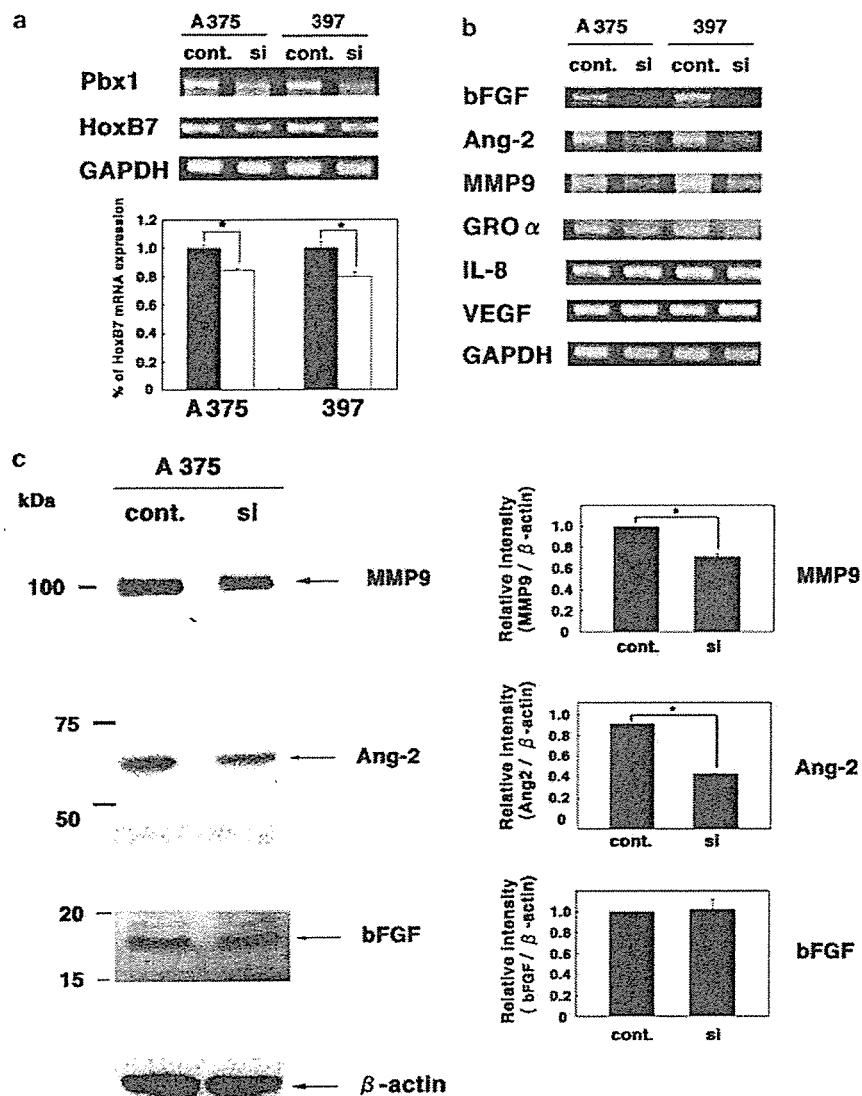 a
A375 397
cont. si cont. si
Pbx1
HoxB7
GAPDH
% of HoxB7 mRNA expression
1.2
1.0
0.8
0.6
0.4
0.2
0
* *
A375 397
b
A375 397
cont. si cont. si
bFGF
Ang-2
MMP9
GRO α
IL-8
VEGF
GAPDH
c
A 375
kDa
cont. si
100
MMP9
75
Ang-2
50
20
bFGF
15
β-actin
Relative Intensity
(MMP9 / β-actin)
1.0
0.8
0.6
0.4
0.2
0
*
cont. si
MMP9
Relative Intensity
(Ang2 / β-actin)
1.0
0.8
0.6
0.4
0.2
0
*
cont. si
Ang-2
Relative intensity
( bFGF / β-actin)
1.0
0.8
0.6
0.4
0.2
0
cont. si
bFGF